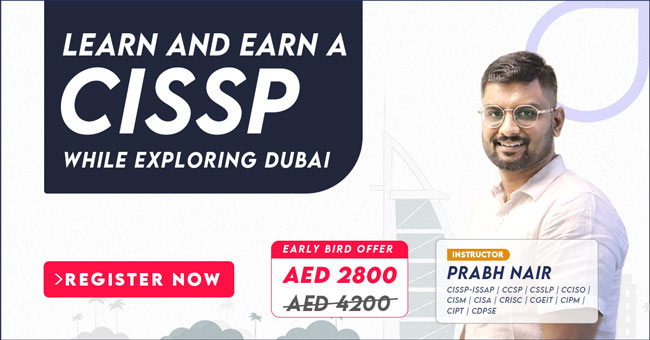 LEARN AND EARN A
CISSP
WHILE EXPLORING DUBAI
>REGISTER NOW
EARLY BIRD OFFER
AED 2800
AED 4200
INSTRUCTOR
PRABH NAIR
CISSP-ISSAP | CCSP | CSSLP | CCISO |
CISM | CISA | CRISC | CGEIT | CIPM |
CIPT | CDPSE